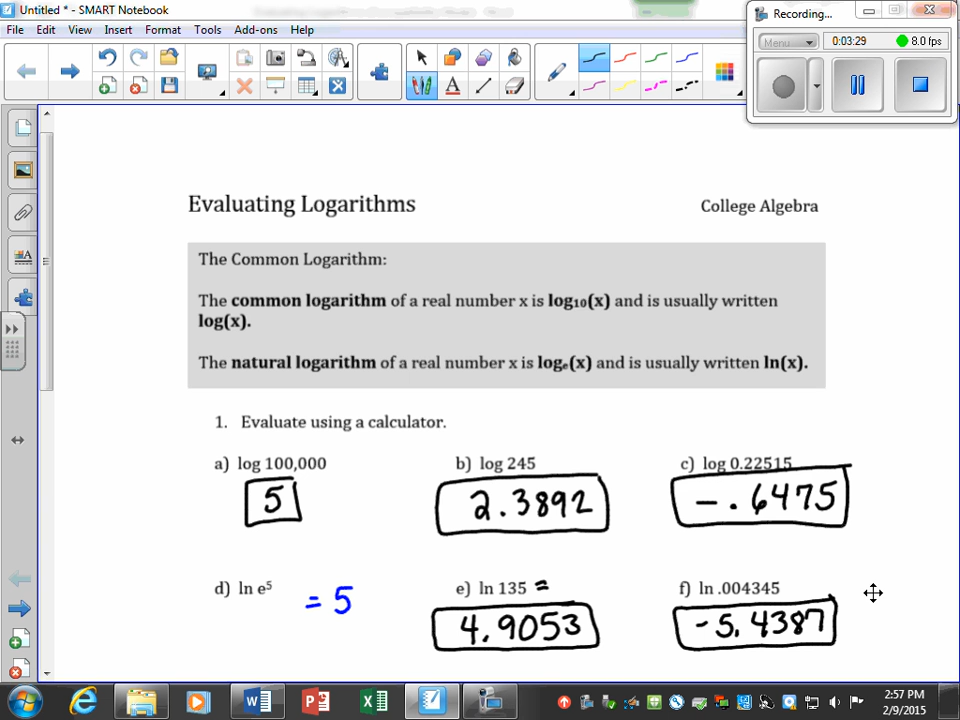 Untitled * - SMART Notebook
Recording...
File Edit View Insert Format Tools Add-ons Help
Menu 0:03:29 8.0 fps
Evaluating Logarithms College Algebra
The Common Logarithm:
The common logarithm of a real number x is log₁₀(x) and is usually written
log(x).
The natural logarithm of a real number x is logₑ(x) and is usually written ln(x).
1. Evaluate using a calculator.
a) log 100,000 b) log 245 c) log 0.22515
5 2.3892 -.6475
d) ln e⁵ = 5 e) ln 135 = f) ln .004345
4.9053 -5.4387
2:57 PM
2/9/2015